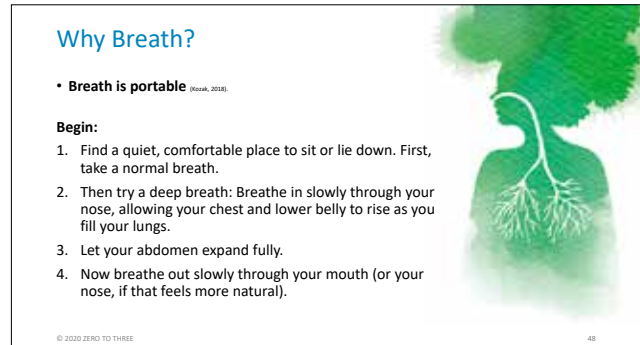 Why Breath?
• Breath is portable (Kozak, 2018).
Begin:
1. Find a quiet, comfortable place to sit or lie down. First,
take a normal breath.
2. Then try a deep breath: Breathe in slowly through your
nose, allowing your chest and lower belly to rise as you
fill your lungs.
3. Let your abdomen expand fully.
4. Now breathe out slowly through your mouth (or your
nose, if that feels more natural).
© 2020 ZERO TO THREE
48